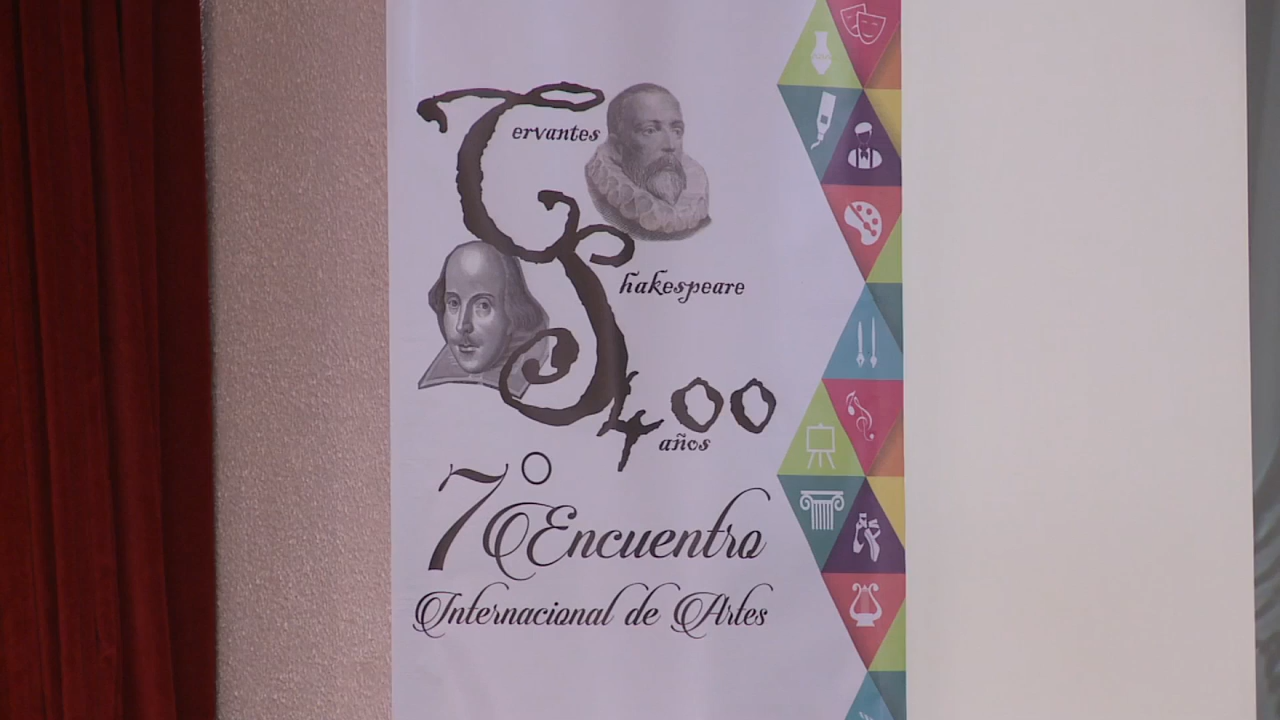 Cervantes
Shakespeare
400
años
7° Encuentro
Internacional de Artes